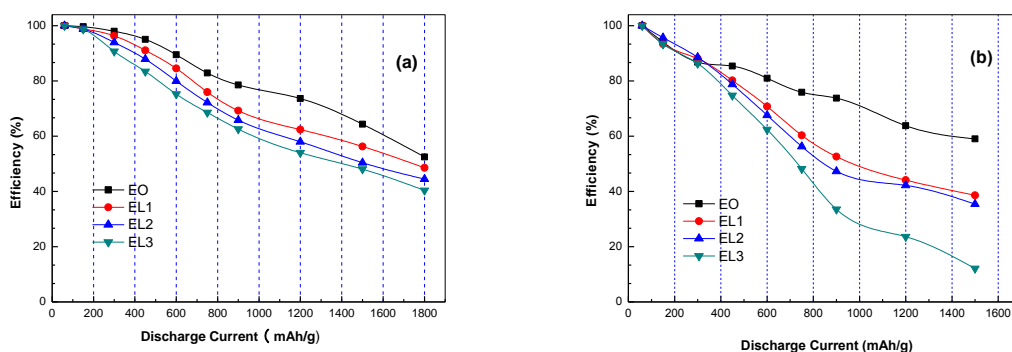 100
80
60
40
20
0
Efficiency (%)
(a)
EO
EL1
EL2
EL3
0 200 400 600 800 1000 1200 1400 1600 1800
Discharge Current ( mAh/g)
100
80
60
40
20
0
Efficiency (%)
(b)
EO
EL1
EL2
EL3
0 200 400 600 800 1000 1200 1400 1600
Discharge Current (mAh/g)